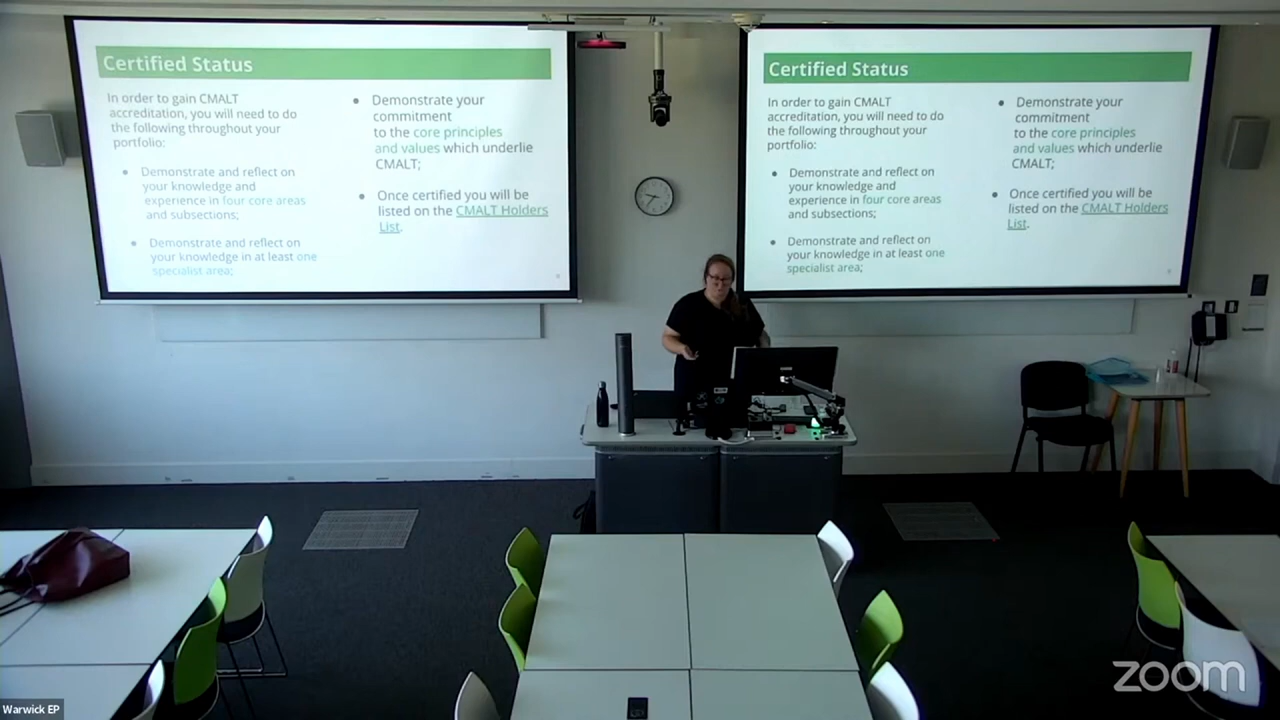 Certified Status
In order to gain CMALT
accreditation, you will need to do
the following throughout your
portfolio:
Demonstrate and reflect on
your knowledge and
experience in four core areas
and subsections;
Demonstrate and reflect on
your knowledge in at least one
specialist area;
Demonstrate your
commitment
to the core principles
and values which underlie
CMALT;
Once certified you will be
listed on the CMALT Holders
List.
Certified Status
In order to gain CMALT
accreditation, you will need to do
the following throughout your
portfolio:
Demonstrate and reflect on
your knowledge and
experience in four core areas
and subsections;
Demonstrate and reflect on
your knowledge in at least one
specialist area;
Demonstrate your
commitment
to the core principles
and values which underlie
CMALT;
Once certified you will be
listed on the CMALT Holders
List.
zoom
Warwick EP